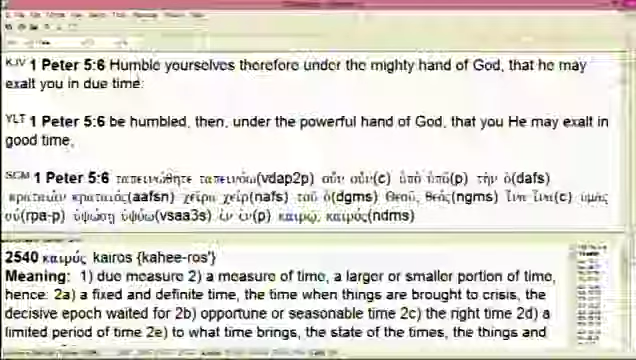 KJV 1 Peter 5:6 Humble yourselves therefore under the mighty hand of God, that he may
exalt you in due time:
YLT 1 Peter 5:6 be humbled, then, under the powerful hand of God, that you He may exalt in
good time,
SGM 1 Peter 5:6 ταπεινώθητε ταπεινόω(vdap2p) οὖν οὖν(c) ὑπὸ ὑπό(p) τὴν ὁ(dafs)
κραταιὰν κραταιός(aafsn) χεῖρα χείρ(nafs) τοῦ ὁ(dgms) Θεοῦ, θεός(ngms) ἵνα ἵνα(c) ὑμᾶς
σύ(rpa-p) ὑψώσῃ ὑψόω(vsaa3s) ἐν ἐν(p) καιρῷ, καιρός(ndms)
2540 καιρός kairos {kahee-ros'}
Meaning: 1) due measure 2) a measure of time, a larger or smaller portion of time,
hence: 2a) a fixed and definite time, the time when things are brought to crisis, the
decisive epoch waited for 2b) opportune or seasonable time 2c) the right time 2d) a
limited period of time 2e) to what time brings, the state of the times, the things and